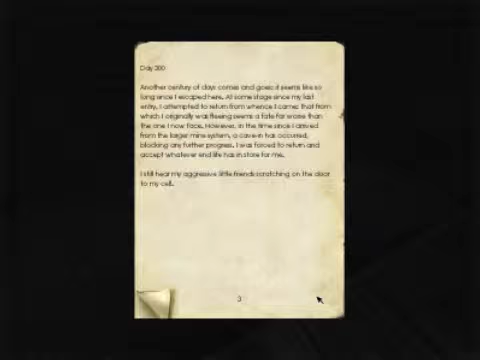 Day 300
Another century of days comes and goes; it seems like so
long since I escaped here. At some stage since my last
entry, I attempted to return from whence I came; that from
which I originally was fleeing seems a fate far worse than
the one I now face. However, in the time since I arrived
from the larger mine system, a cave-in has occurred,
blocking any further progress. I was forced to return and
accept whatever end life has in store for me.
I still hear my aggressive little friends scratching on the door
to my cell.
3